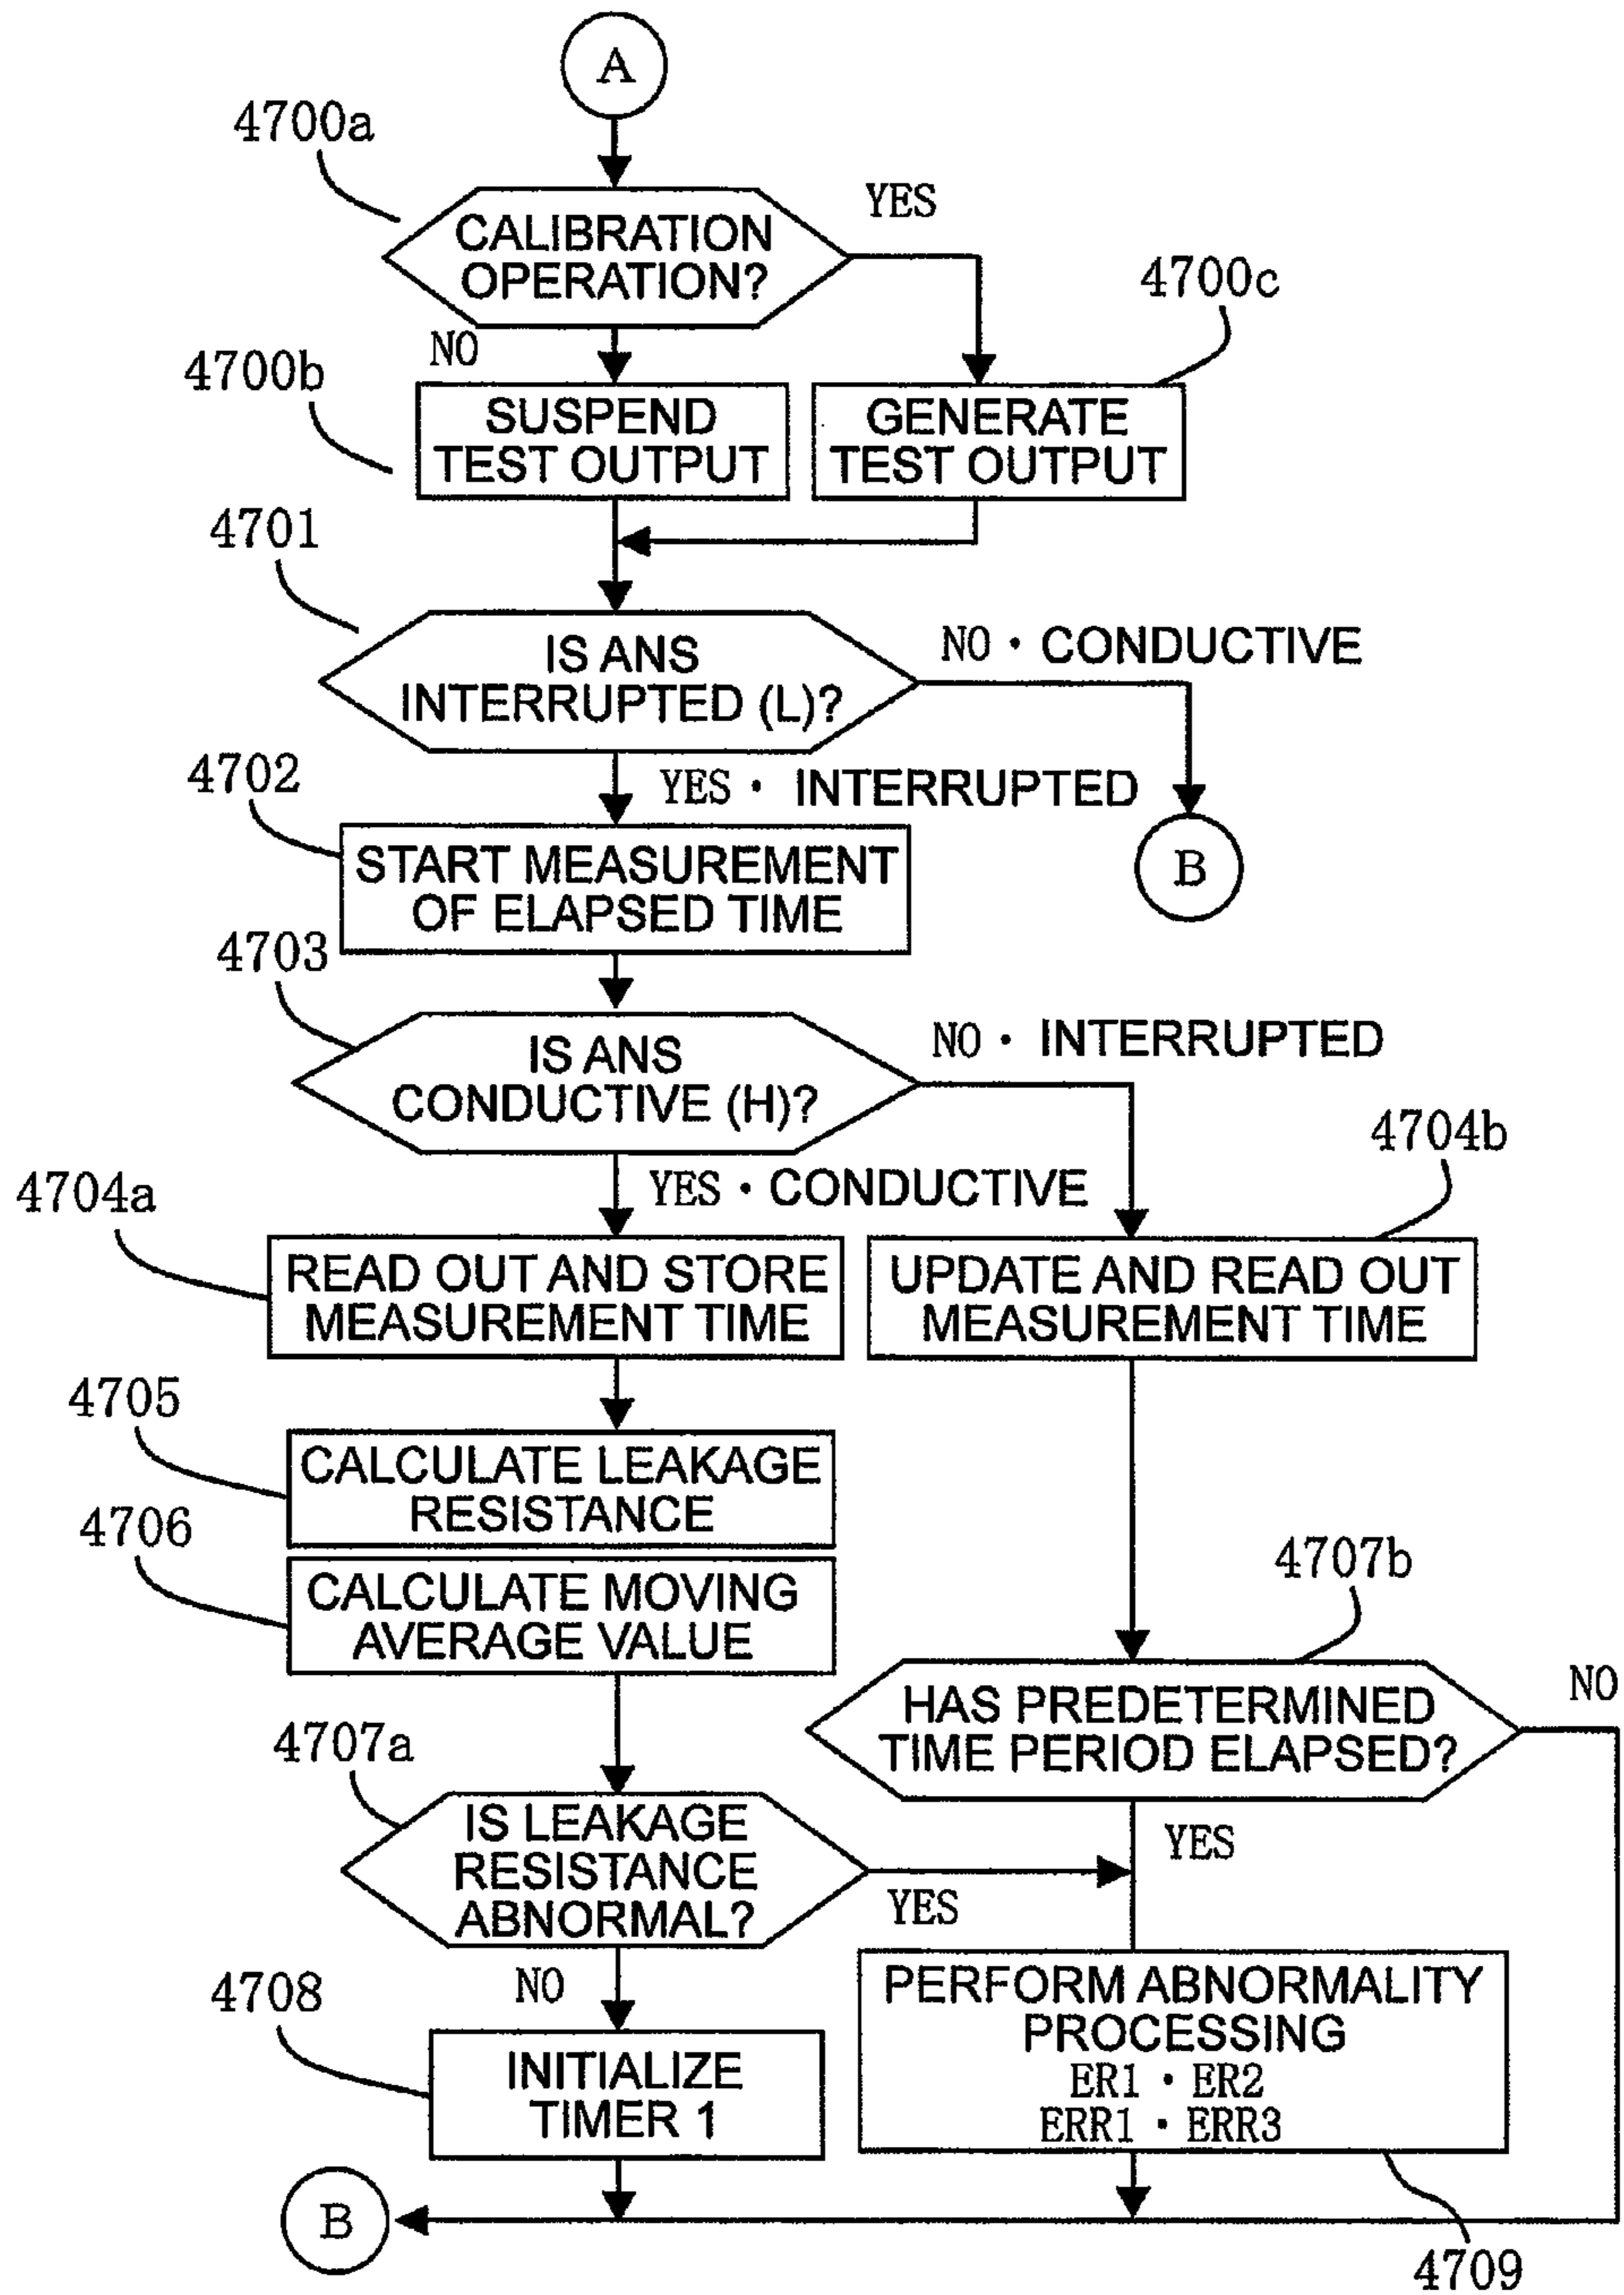 A
4700a
YES
CALIBRATION
OPERATION?
4700c
NO
4700b
SUSPEND
TEST OUTPUT
GENERATE
TEST OUTPUT
4701
IS ANS
INTERRUPTED (L)?
NO · CONDUCTIVE
4702
YES · INTERRUPTED
START MEASUREMENT
OF ELAPSED TIME
B
4703
IS ANS
CONDUCTIVE (H)?
NO · INTERRUPTED
4704b
4704a
YES · CONDUCTIVE
READ OUT AND STORE
MEASUREMENT TIME
UPDATE AND READ OUT
MEASUREMENT TIME
4705
CALCULATE LEAKAGE
RESISTANCE
4706
CALCULATE MOVING
AVERAGE VALUE
4707b
HAS PREDETERMINED
TIME PERIOD ELAPSED?
NO
4707a
IS LEAKAGE
RESISTANCE
ABNORMAL?
YES
YES
NO
4708
INITIALIZE
TIMER 1
PERFORM ABNORMALITY
PROCESSING
ER1 · ER2
ERR1 · ERR3
B
4709